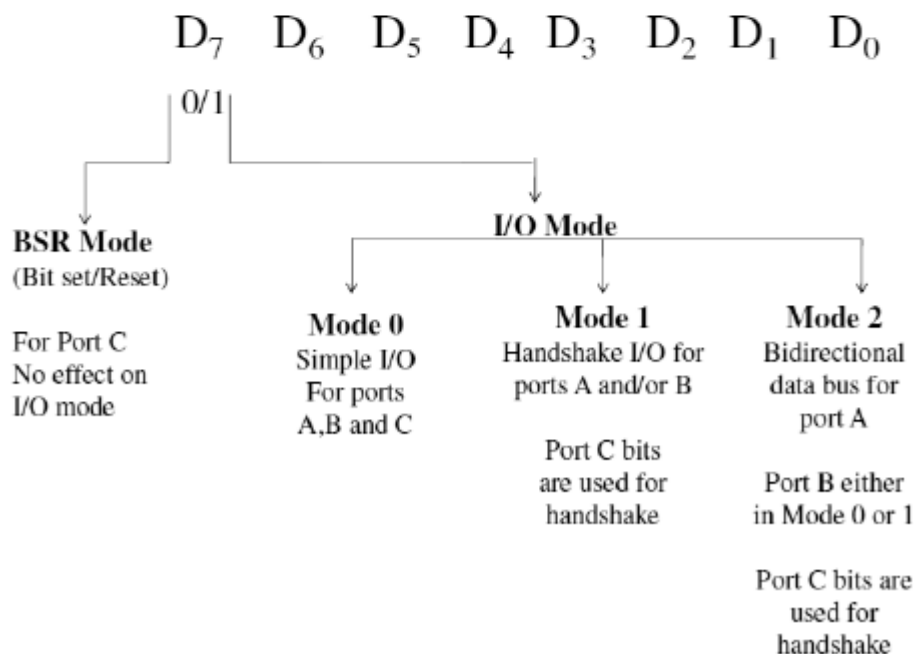 D7 D6 D5 D4 D3 D2 D1 D0
0/1
BSR Mode
(Bit set/Reset)
For Port C
No effect on
I/O mode
I/O Mode
Mode 0
Simple I/O
For ports
A,B and C
Mode 1
Handshake I/O for
ports A and/or B
Port C bits
are used for
handshake
Mode 2
Bidirectional
data bus for
port A
Port B either
in Mode 0 or 1
Port C bits are
used for
handshake